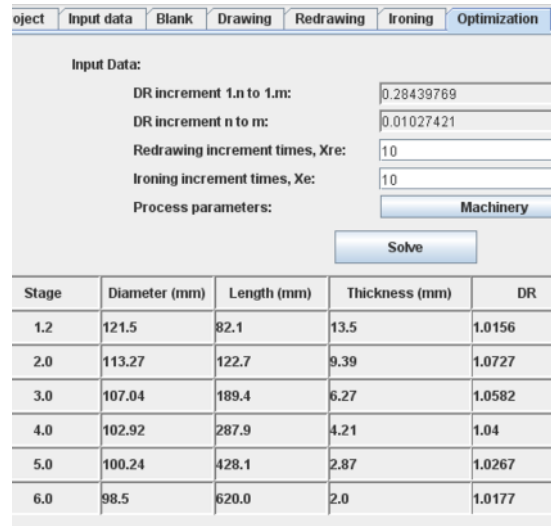 oject Input data Blank Drawing Redrawing Ironing Optimization
Input Data:
DR increment 1.n to 1.m: 0.28439769
DR increment n to m: 0.01027421
Redrawing increment times, Xre: 10
Ironing increment times, Xe: 10
Process parameters: Machinery
Solve
Stage Diameter (mm) Length (mm) Thickness (mm) DR
1.2 121.5 82.1 13.5 1.0156
2.0 113.27 122.7 9.39 1.0727
3.0 107.04 189.4 6.27 1.0582
4.0 102.92 287.9 4.21 1.04
5.0 100.24 428.1 2.87 1.0267
6.0 98.5 620.0 2.0 1.0177